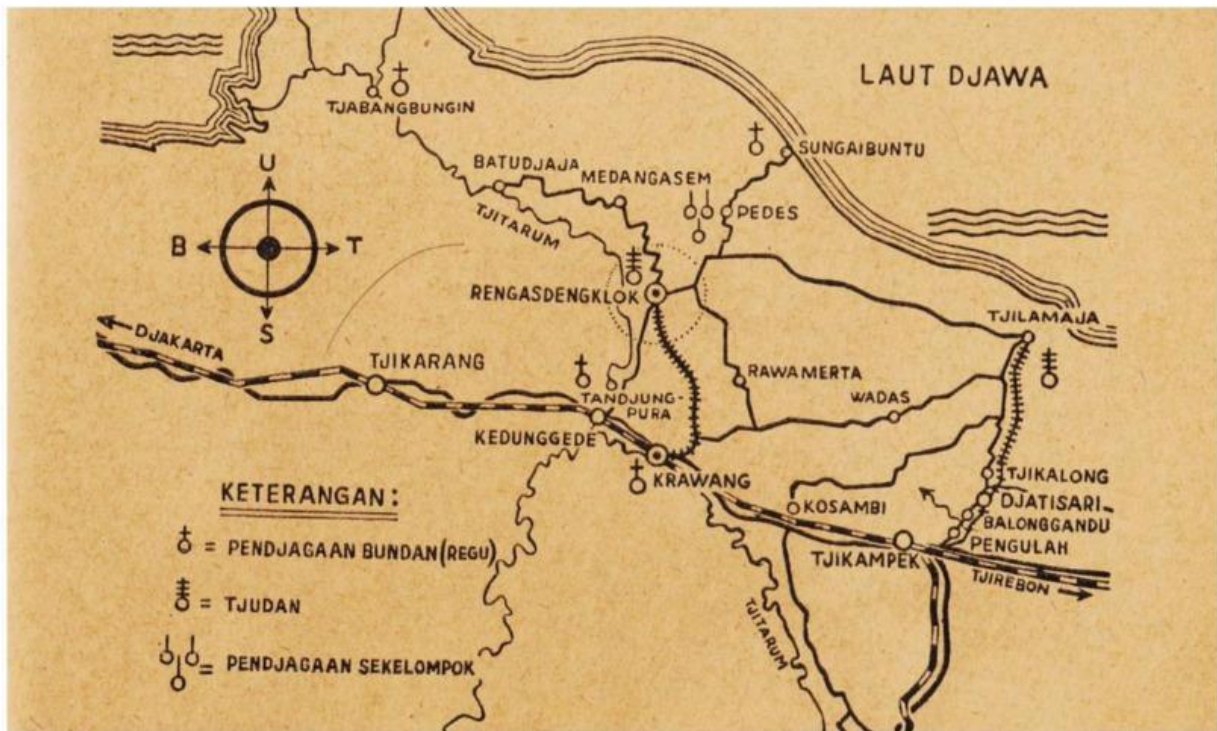 LAUT DJAWA
TJABANGBUNGIN
SUNGAIBUNTU
BATUDJAJA
MEDANGASEM
PEDES
TJITARUM
U
B
T
S
RENGASDENGKLOK
DJAKARTA
TJILAMAJA
TJIKARANG
RAWAMERTA
WADAS
TANDJUNG-
PURA
KEDUNGGEDE
KRAWANG
TJIKALONG
KOSAMBI
DJATISARI
BALONGGANDU
PENGULAH
TJIKAMPEK
TJIREBON
TJITARUM
KETERANGAN:
= PENDJAGAAN BUNDAN (REGU)
= TJUDAN
= PENDJAGAAN SEKELOMPOK